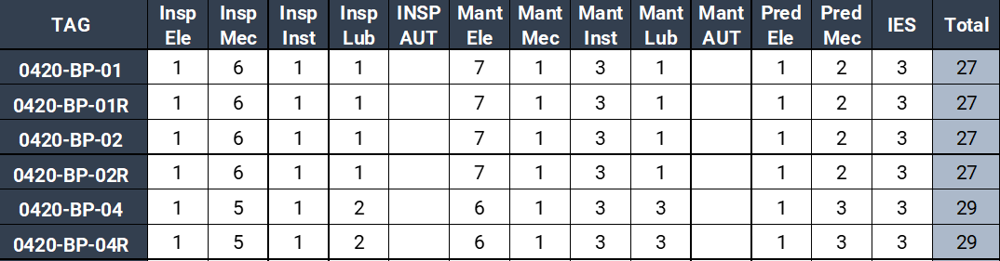 TAG Insp Ele Insp Mec Insp Inst Insp Lub INSP AUT Mant Ele Mant Mec Mant Inst Mant Lub Mant AUT Pred Ele Pred Mec IES Total
0420-BP-01 1 6 1 1 7 1 3 1 1 2 3 27
0420-BP-01R 1 6 1 1 7 1 3 1 1 2 3 27
0420-BP-02 1 6 1 1 7 1 3 1 1 2 3 27
0420-BP-02R 1 6 1 1 7 1 3 1 1 2 3 27
0420-BP-04 1 5 1 2 6 1 3 3 1 3 3 29
0420-BP-04R 1 5 1 2 6 1 3 3 1 3 3 29